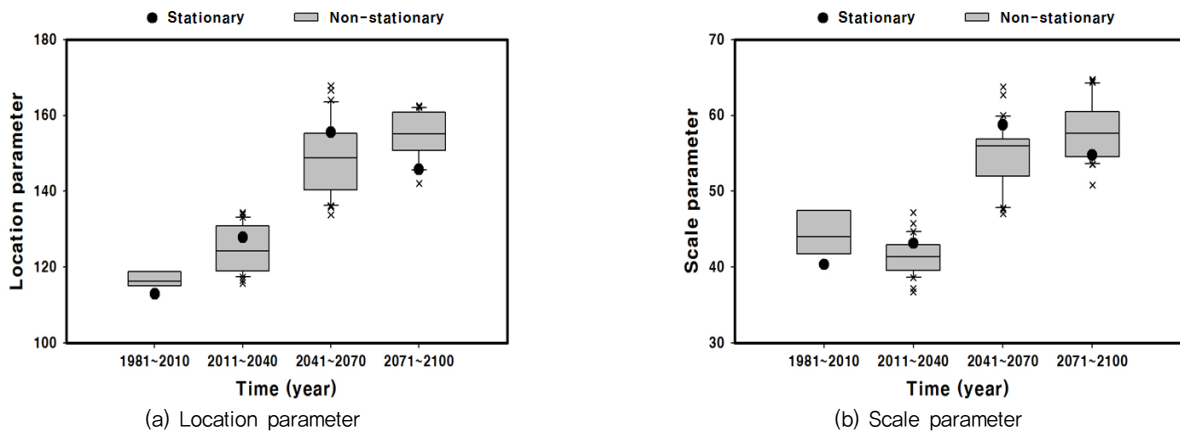 Stationary Non-stationary
180
160
140
120
100
Location parameter
1981~2010 2011~2040 2041~2070 2071~2100
Time (year)
(a) Location parameter
Stationary Non-stationary
70
60
50
40
30
Scale parameter
1981~2010 2011~2040 2041~2070 2071~2100
Time (year)
(b) Scale parameter